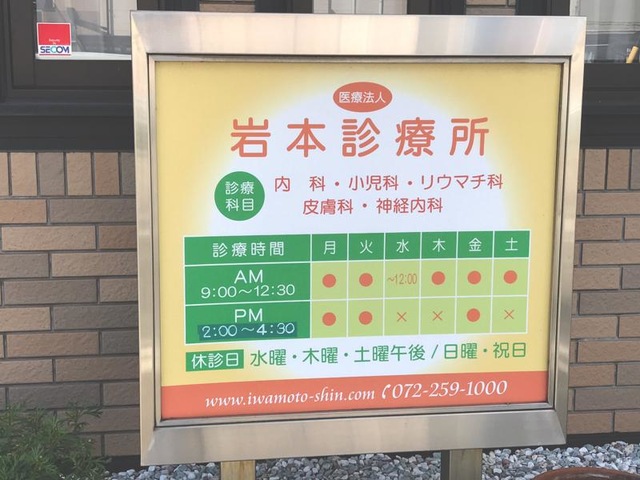 SECOM
医療法人
岩本診療所
診療科目
内 科・小児科・リウマチ科
皮膚科・神経内科
診療時間 月 火 水 木 金 土
AM 9:00〜12:30 ● ● 〜12:00 ● ● ●
PM 2:00〜4:30 ● ● × × ● ×
休診日 水曜・木曜・土曜午後/日曜・祝日
www.iwamoto-shin.com 072-259-1000